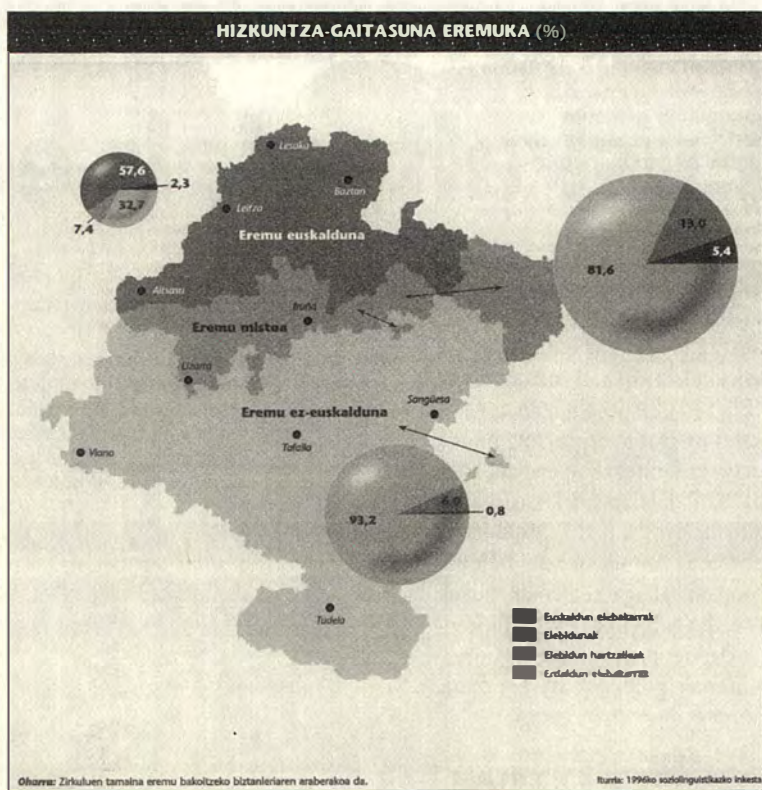 HIZKUNTZA-GAITASUNA EREMUKA (%)
57,6
2,3
32,7
7,4
Lesaka
Baztan
Leitza
Eremu euskalduna
13,0
5,4
81,6
Altsasu
Iruña
Eremu mistoa
Lizarra
Eremu ez-euskalduna
Sangüesa
Tafalla
Viana
6,0
93,2
0,8
Tudela
Euskaldun elebakarrak
Elebidunak
Elebidun hartzaileak
Erdaldun elebakarrak
Oharra: Zirkuluen tamaina eremu bakoitzeko biztanleriaren araberakoa da.
Iturria: 1996ko soziolinguistikazko inkesta